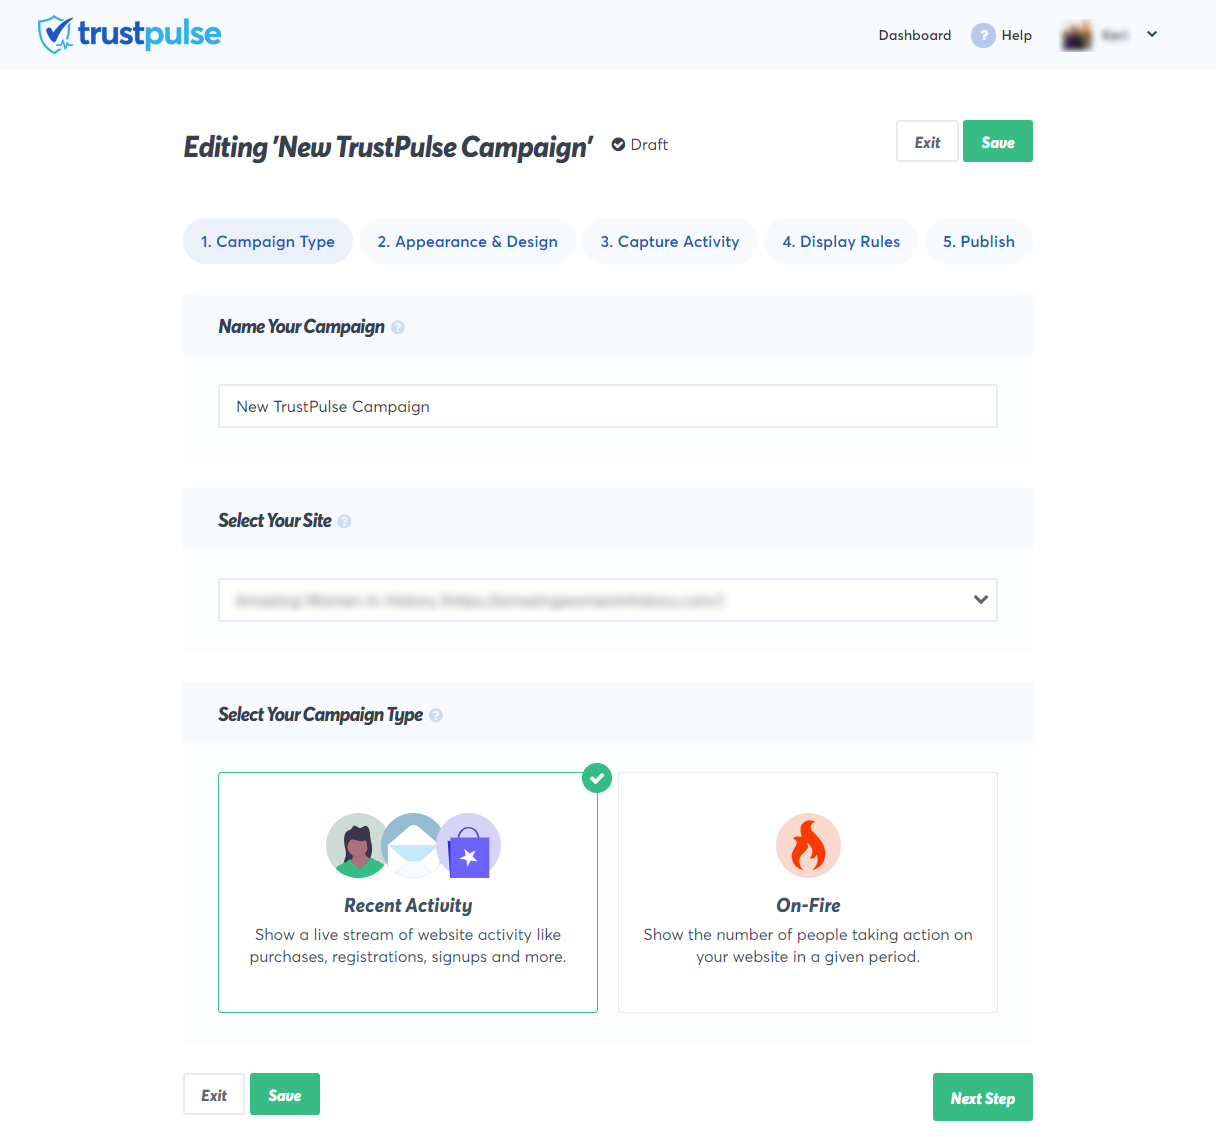 trustpulse
Dashboard ? Help
Editing 'New TrustPulse Campaign' Draft
Exit Save
1. Campaign Type 2. Appearance & Design 3. Capture Activity 4. Display Rules 5. Publish
Name Your Campaign ?
New TrustPulse Campaign
Select Your Site ?
Select Your Campaign Type ?
Recent Activity
Show a live stream of website activity like
purchases, registrations, signups and more.
On-Fire
Show the number of people taking action on
your website in a given period.
Exit Save Next Step